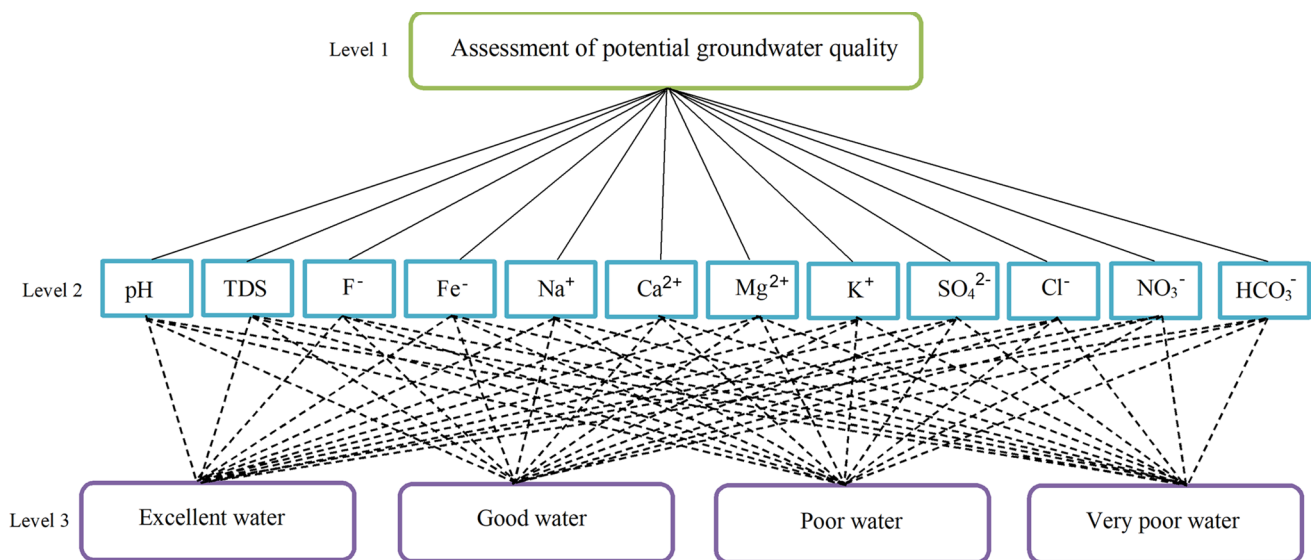 Level 1
Assessment of potential groundwater quality
Level 2
pH
TDS
F⁻
Fe⁻
Na⁺
Ca²⁺
Mg²⁺
K⁺
SO₄²⁻
Cl⁻
NO₃⁻
HCO₃⁻
Level 3
Excellent water
Good water
Poor water
Very poor water